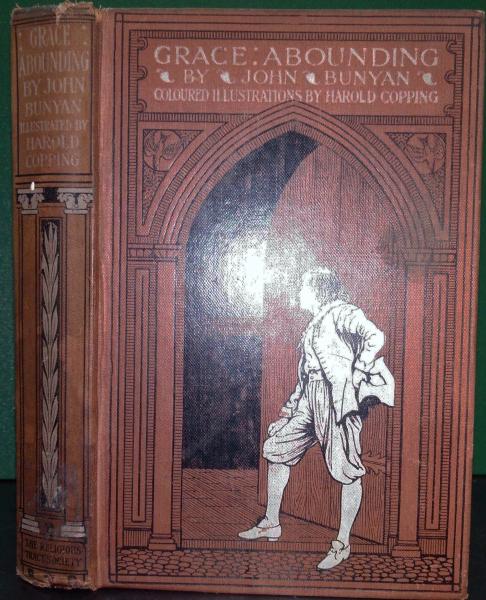 GRACE
ABOUNDING
BY JOHN
BUNYAN
ILLUSTRATED BY
HAROLD
COPPING
THE RELIGIOUS
TRACT SOCIETY
GRACE: ABOUNDING
BY JOHN BUNYAN
COLOURED ILLUSTRATIONS BY HAROLD COPPING